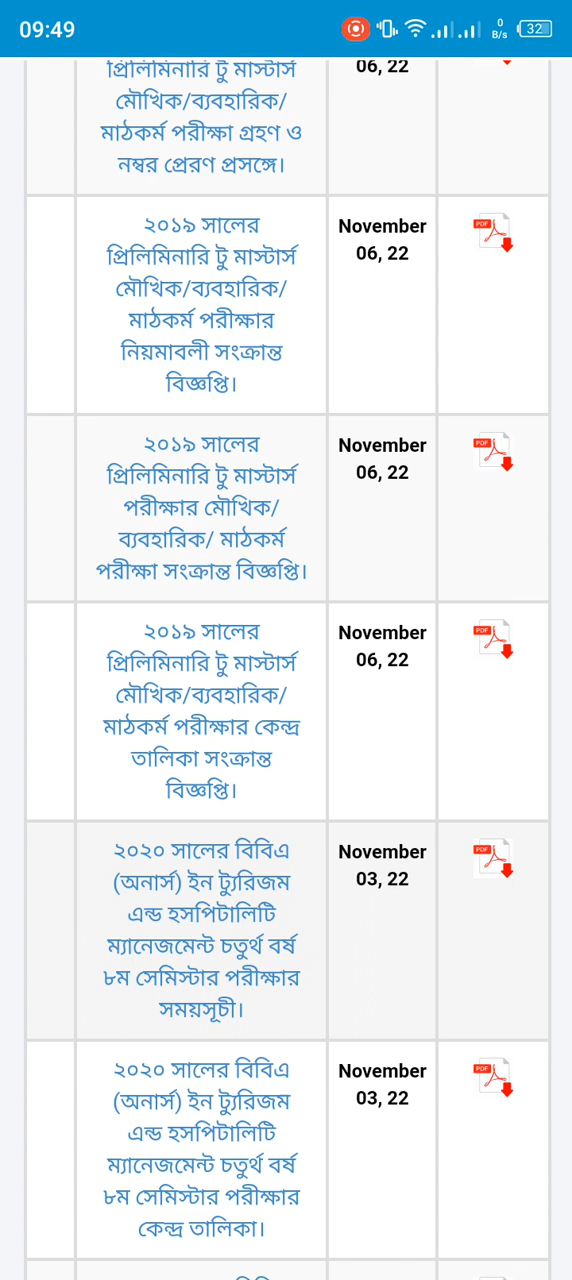 09:49
0
B/s
32
প্রিলিমিনারি টু মাস্টার্স
মৌখিক/ব্যবহারিক/
মাঠকর্ম পরীক্ষা গ্রহণ ও
নম্বর প্রেরণ প্রসঙ্গে।
06, 22
২০১৯ সালের
প্রিলিমিনারি টু মাস্টার্স
মৌখিক/ব্যবহারিক/
মাঠকর্ম পরীক্ষার
নিয়মাবলী সংক্রান্ত
বিজ্ঞপ্তি।
November
06, 22
PDF
২০১৯ সালের
প্রিলিমিনারি টু মাস্টার্স
পরীক্ষার মৌখিক/
ব্যবহারিক/ মাঠকর্ম
পরীক্ষা সংক্রান্ত বিজ্ঞপ্তি।
November
06, 22
PDF
২০১৯ সালের
প্রিলিমিনারি টু মাস্টার্স
মৌখিক/ব্যবহারিক/
মাঠকর্ম পরীক্ষার কেন্দ্র
তালিকা সংক্রান্ত
বিজ্ঞপ্তি।
November
06, 22
PDF
২০২০ সালের বিবিএ
(অনার্স) ইন ট্যুরিজম
এন্ড হসপিটালিটি
ম্যানেজমেন্ট চতুর্থ বর্ষ
৮ম সেমিস্টার পরীক্ষার
সময়সূচী।
November
03, 22
PDF
২০২০ সালের বিবিএ
(অনার্স) ইন ট্যুরিজম
এন্ড হসপিটালিটি
ম্যানেজমেন্ট চতুর্থ বর্ষ
৮ম সেমিস্টার পরীক্ষার
কেন্দ্র তালিকা।
November
03, 22
PDF